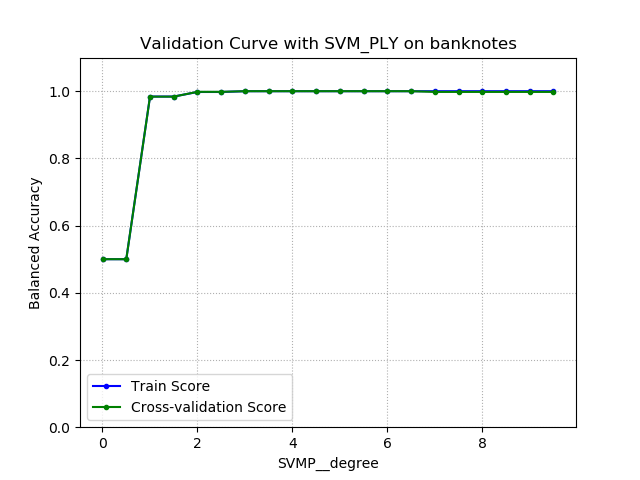 Validation Curve with SVM_PLY on banknotes
1.0
0.8
0.6
0.4
0.2
0.0
Balanced Accuracy
Train Score
Cross-validation Score
0 2 4 6 8
SVMP__degree